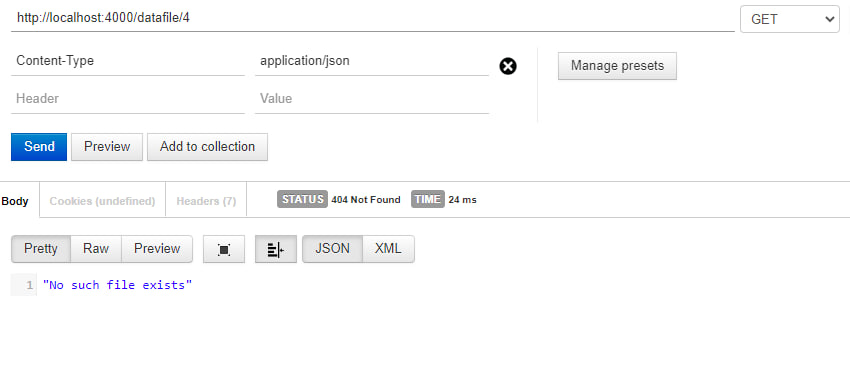 http://localhost:4000/datafile/4 GET
Content-Type application/json Manage presets
Header Value
Send Preview Add to collection
Body Cookies (undefined) Headers (7) STATUS 404 Not Found TIME 24 ms
Pretty Raw Preview JSON XML
1 "No such file exists"